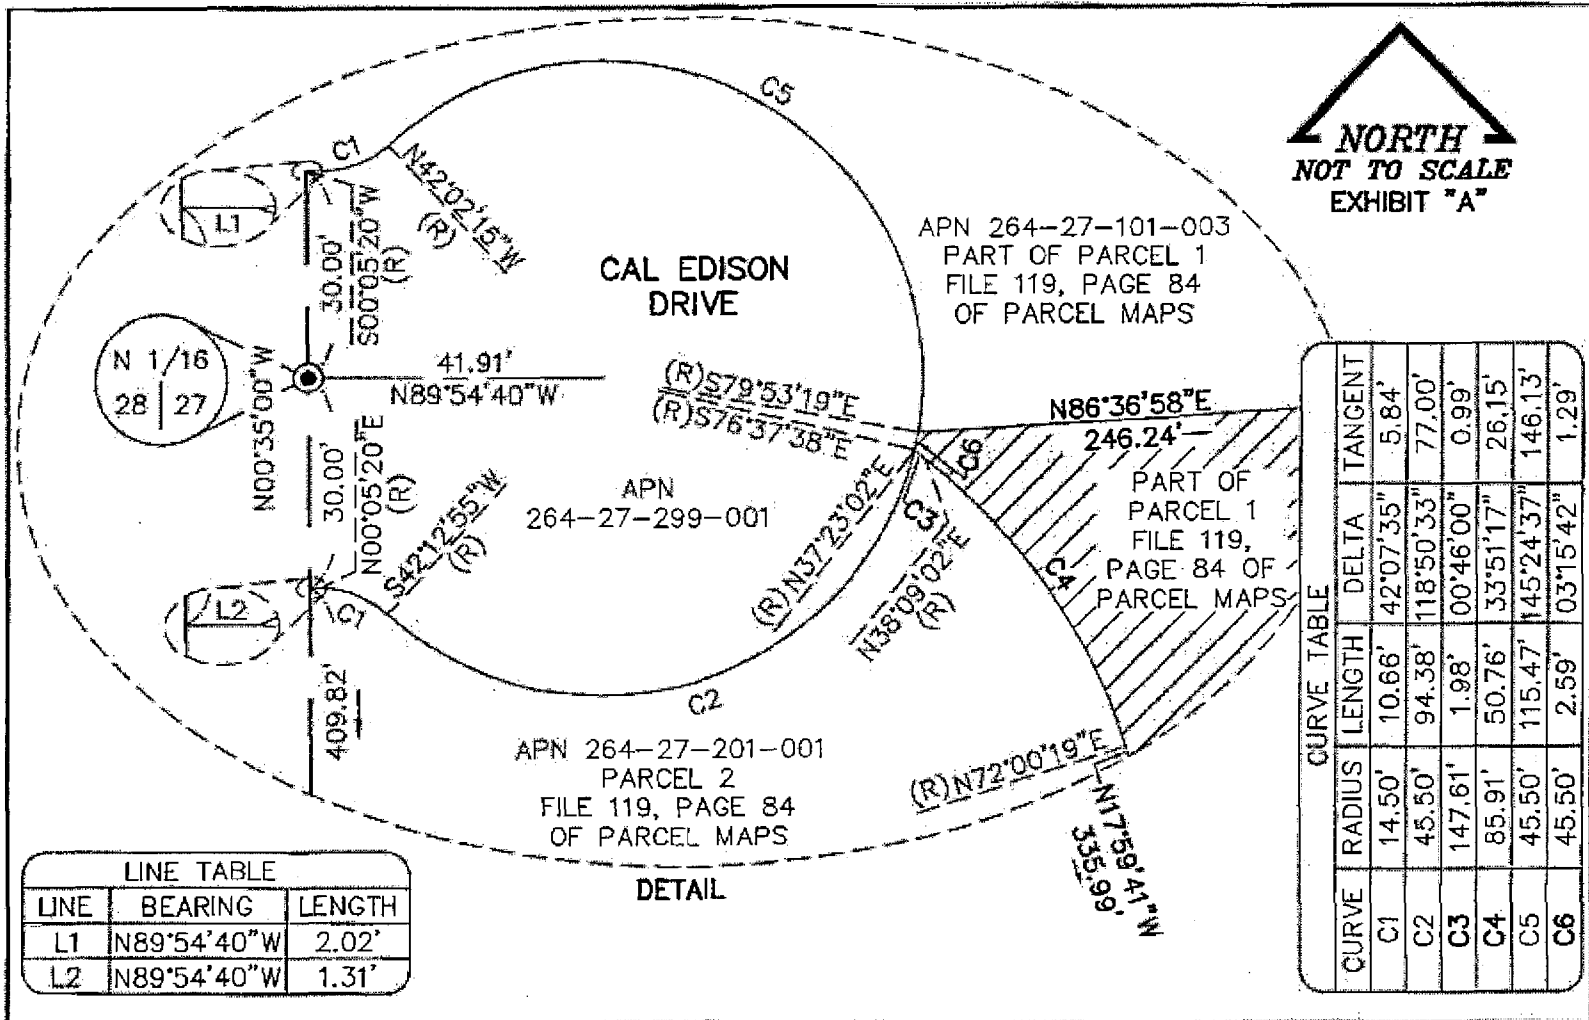 NORTH
NOT TO SCALE
EXHIBIT "A"
C5
C1
N42°02'15"W
(R)
L1
30.00'
S00°05'20"W
(R)
CAL EDISON
DRIVE
APN 264-27-101-003
PART OF PARCEL 1
FILE 119, PAGE 84
OF PARCEL MAPS
N 1/16
28 | 27
N00°35'00"W
41.91'
N89°54'40"W
(R)S79°53'19"E
(R)S76°37'38"E
N86°36'58"E
246.24'
C6
30.00'
N00°05'20"E
(R)
S42°12'55"W
(R)
APN
264-27-299-001
(R)N37°23'02"E
C3
N38°09'02"E
(R)
C4
PART OF
PARCEL 1
FILE 119,
PAGE 84 OF
PARCEL MAPS
L2
C1
409.82'
C2
APN 264-27-201-001
PARCEL 2
FILE 119, PAGE 84
OF PARCEL MAPS
(R)N72°00'19"E
N17°59'41"W
335.99'
DETAIL
LINE TABLE
LINE BEARING LENGTH
L1 N89°54'40"W 2.02'
L2 N89°54'40"W 1.31'
CURVE TABLE
CURVE RADIUS LENGTH DELTA TANGENT
C1 14.50' 10.66' 42°07'35" 5.84'
C2 45.50' 94.38' 118°50'33" 77.00'
C3 147.61' 1.98' 00°46'00" 0.99'
C4 85.91' 50.76' 33°51'17" 26.15'
C5 45.50' 115.47' 145°24'37" 146.13'
C6 45.50' 2.59' 03°15'42" 1.29'